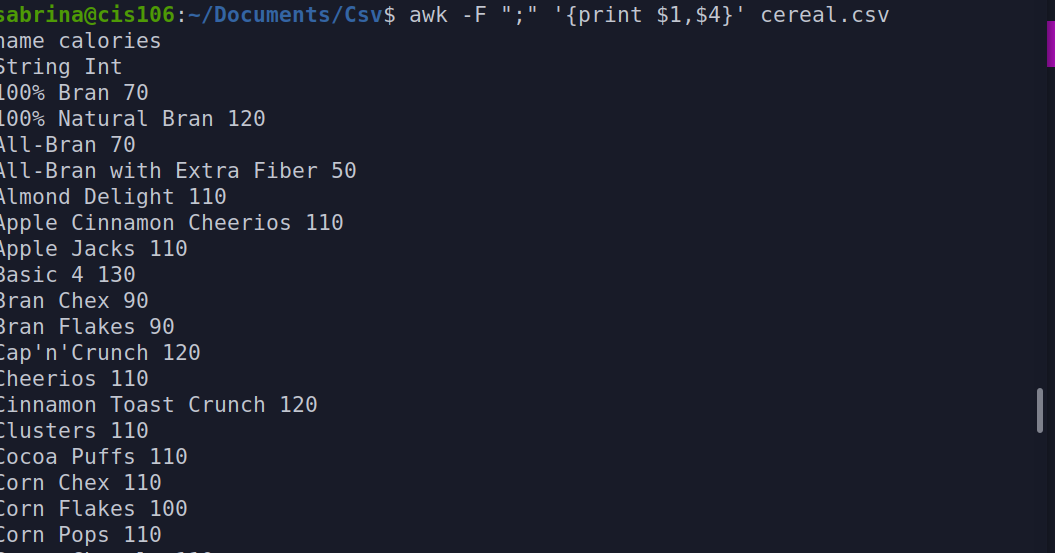 sabrina@cis106:~/Documents/Csv$ awk -F ";" '{print $1,$4}' cereal.csv
name calories
String Int
100% Bran 70
100% Natural Bran 120
All-Bran 70
All-Bran with Extra Fiber 50
Almond Delight 110
Apple Cinnamon Cheerios 110
Apple Jacks 110
Basic 4 130
Bran Chex 90
Bran Flakes 90
Cap'n'Crunch 120
Cheerios 110
Cinnamon Toast Crunch 120
Clusters 110
Cocoa Puffs 110
Corn Chex 110
Corn Flakes 100
Corn Pops 110